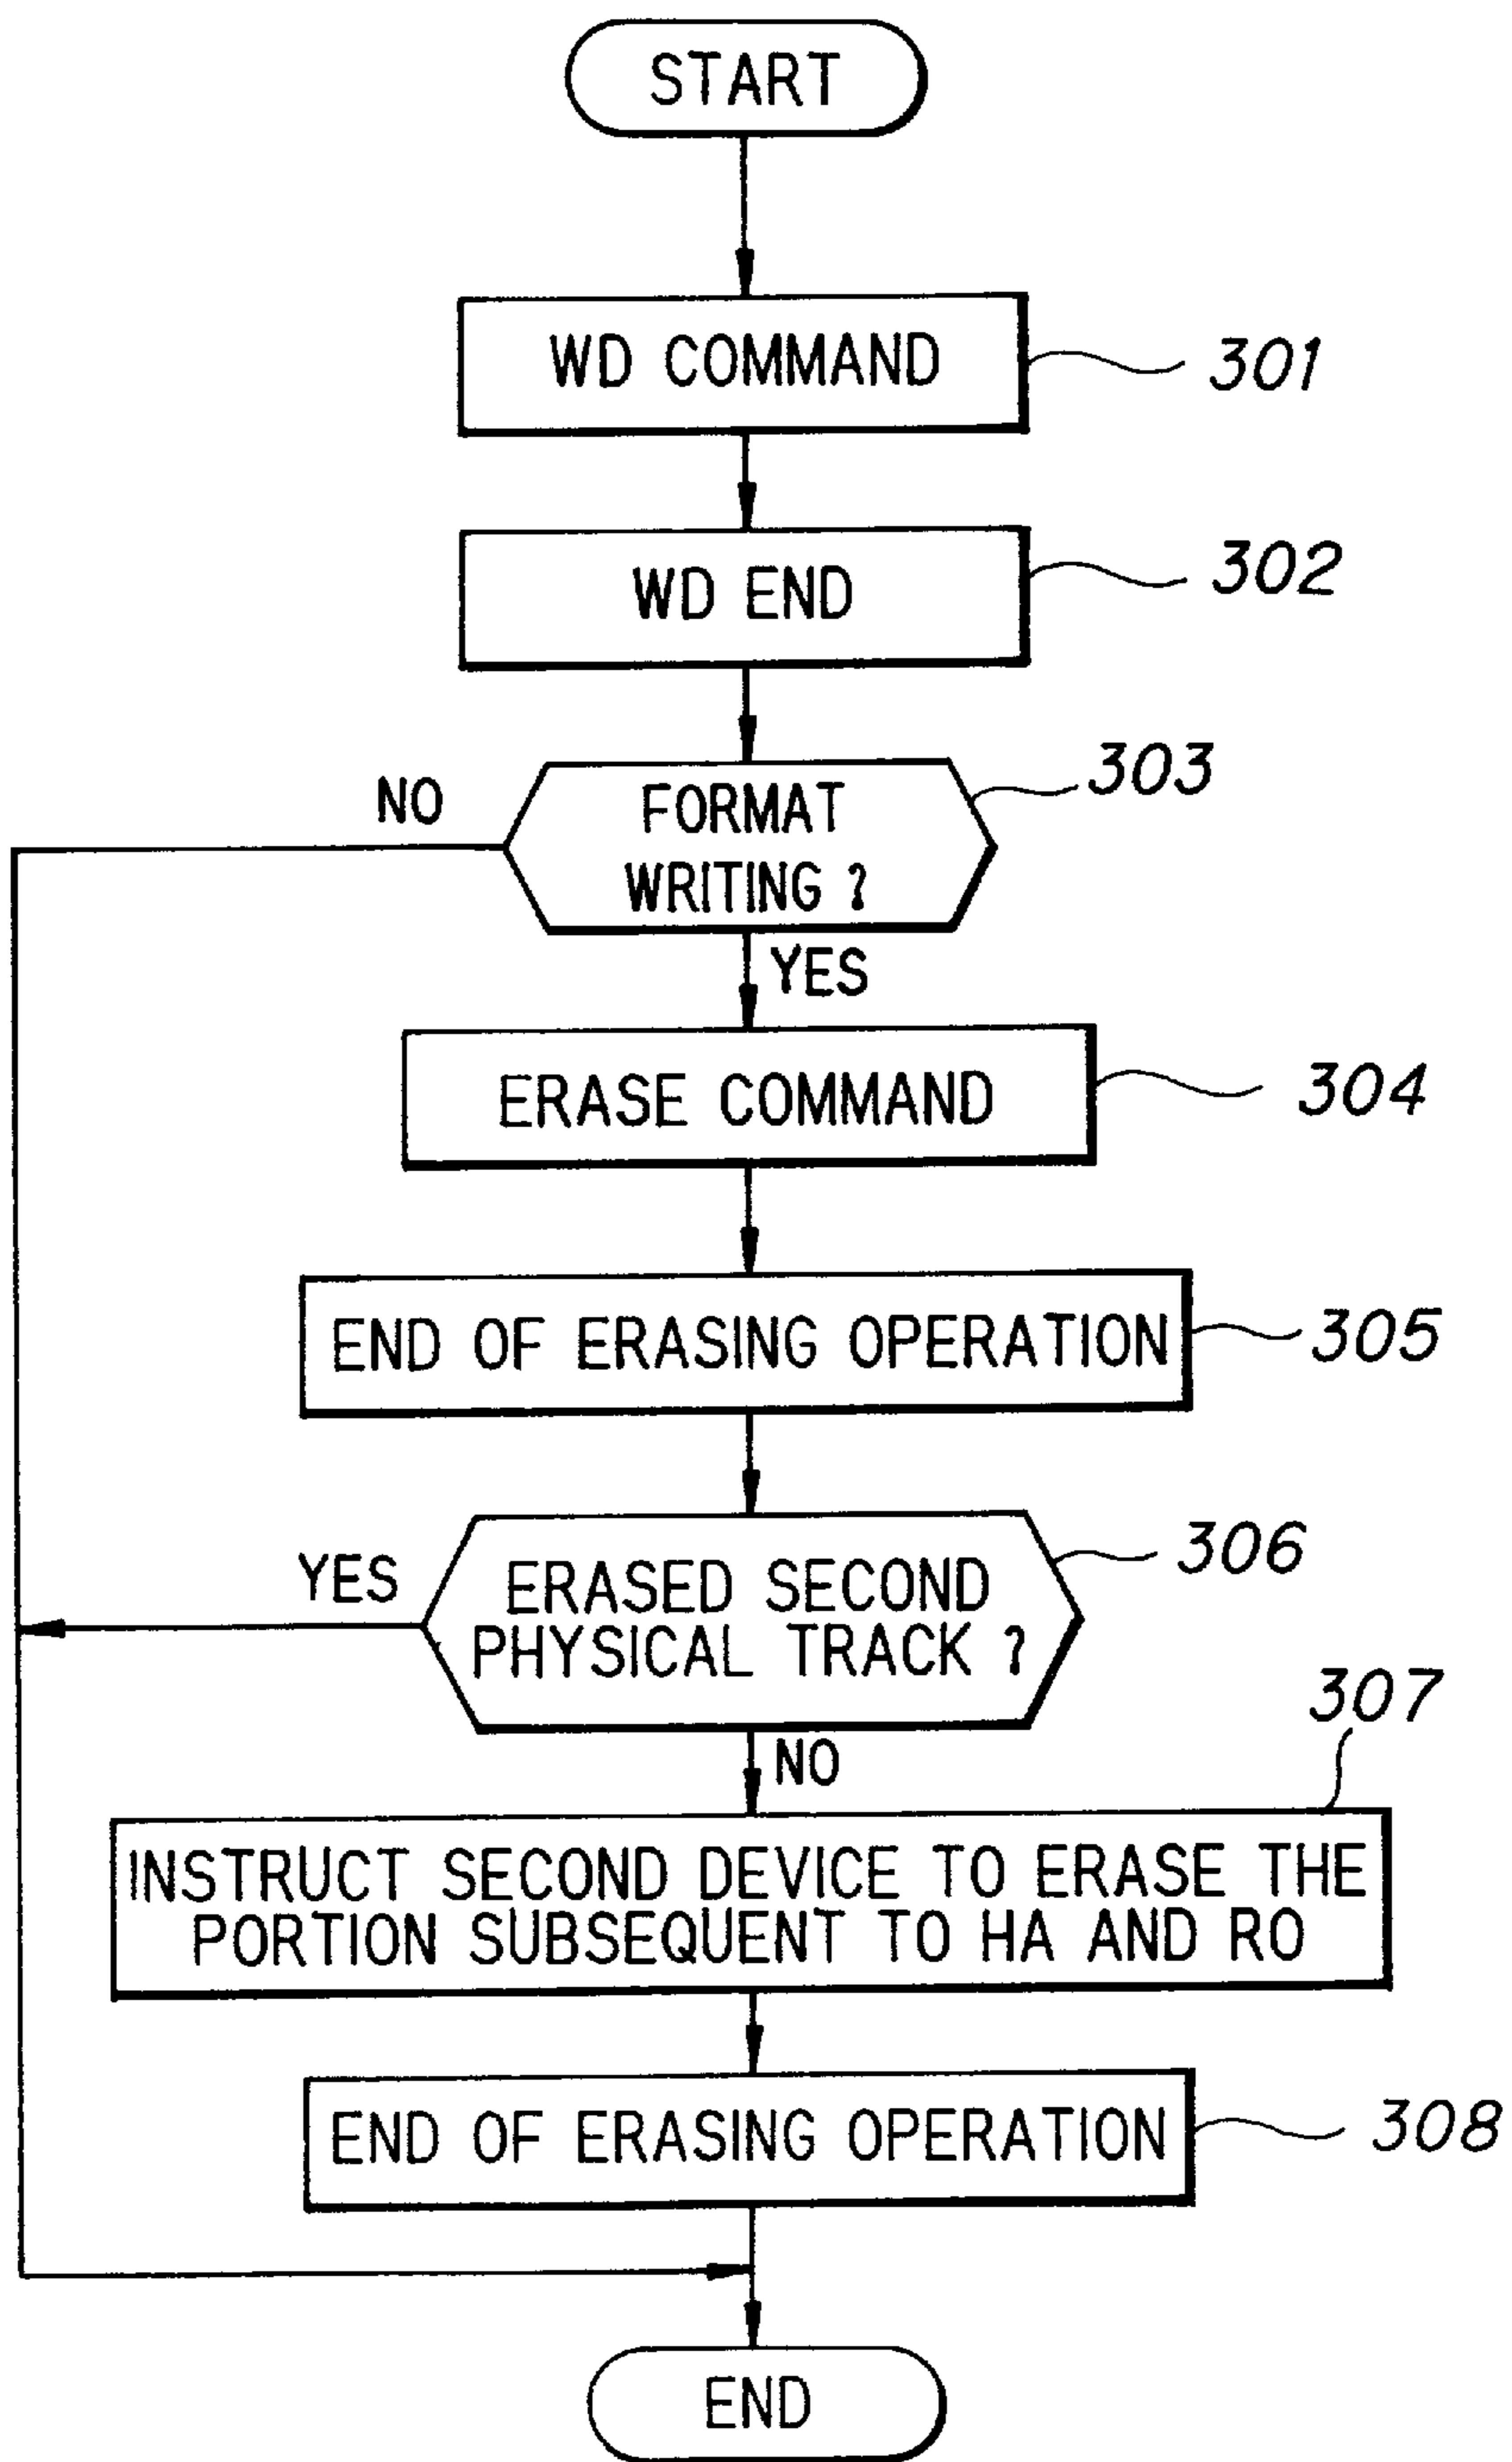 START
WD COMMAND
301
WD END
302
303
NO
FORMAT
WRITING ?
YES
ERASE COMMAND
304
END OF ERASING OPERATION
305
306
YES
ERASED SECOND
PHYSICAL TRACK ?
307
NO
INSTRUCT SECOND DEVICE TO ERASE THE
PORTION SUBSEQUENT TO HA AND RO
END OF ERASING OPERATION
308
END